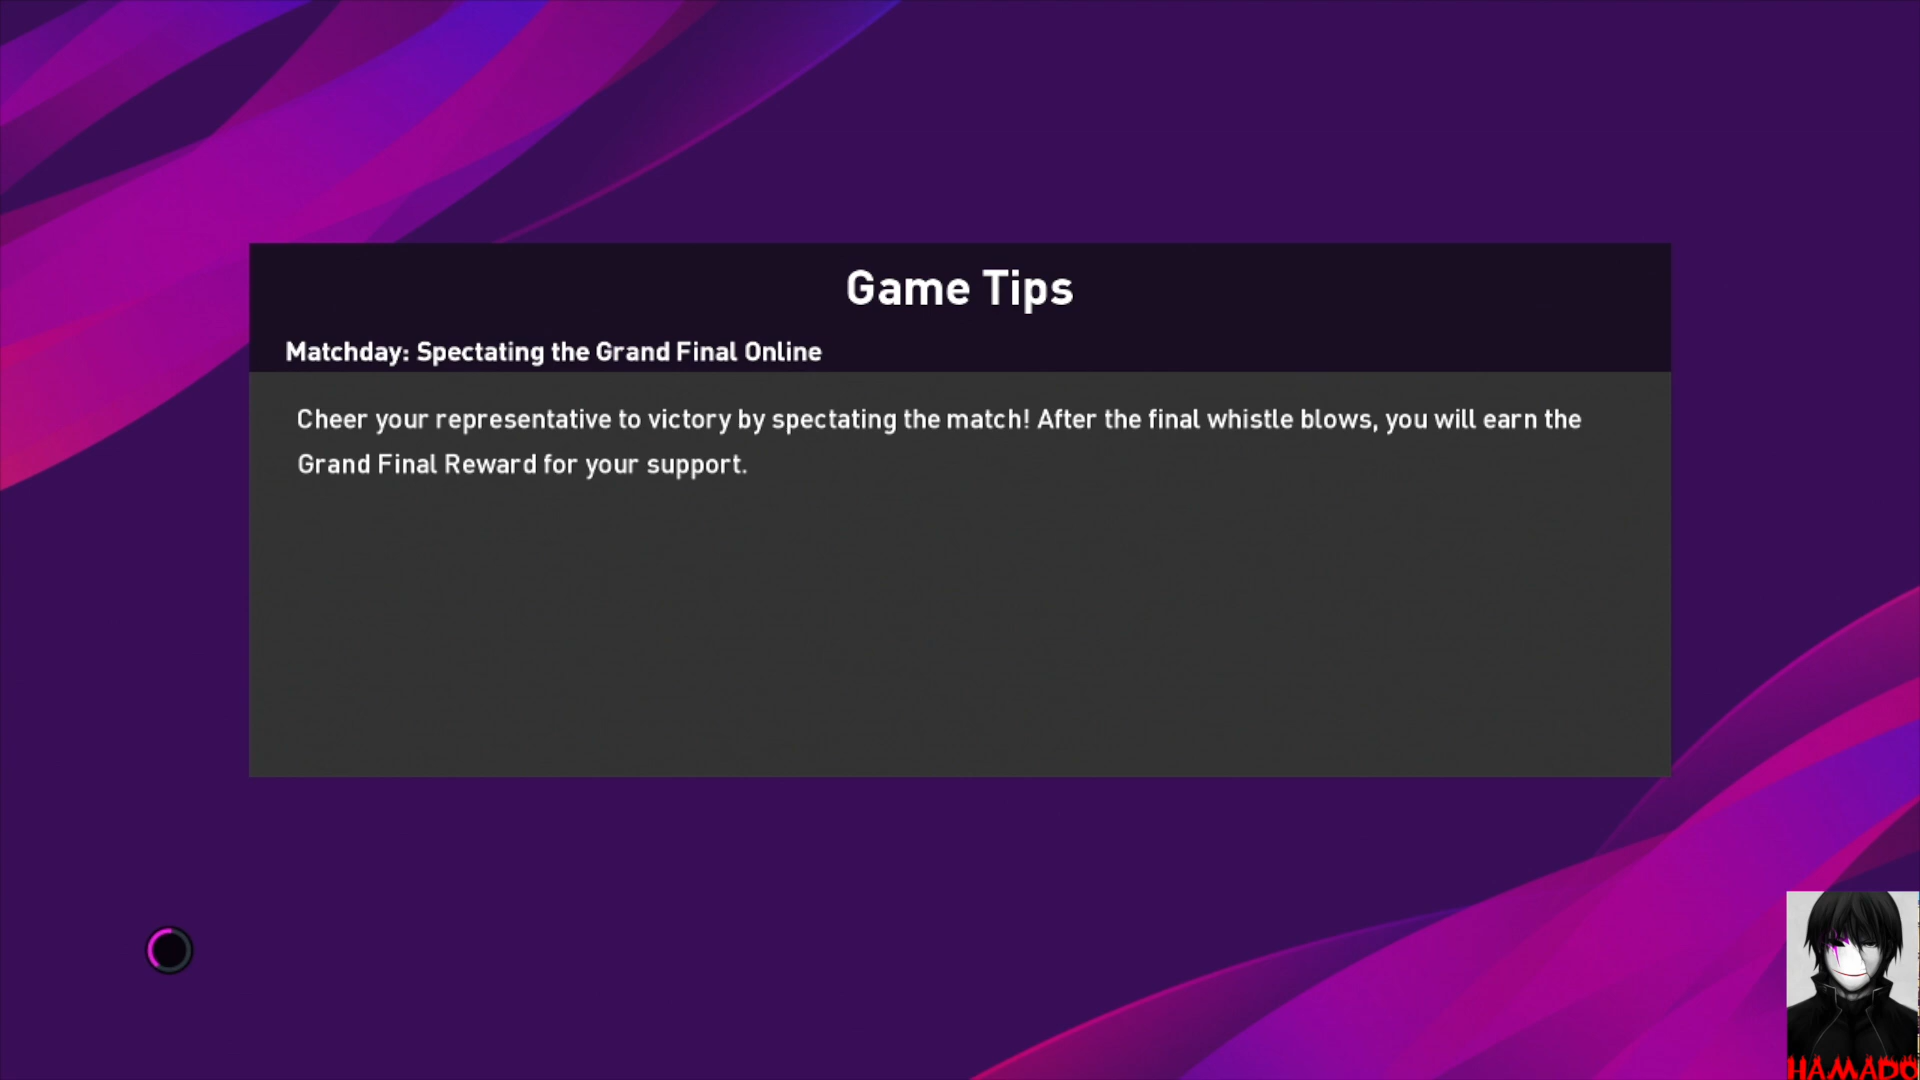 Game Tips
Matchday: Spectating the Grand Final Online
Cheer your representative to victory by spectating the match! After the final whistle blows, you will earn the
Grand Final Reward for your support.
HAMADO